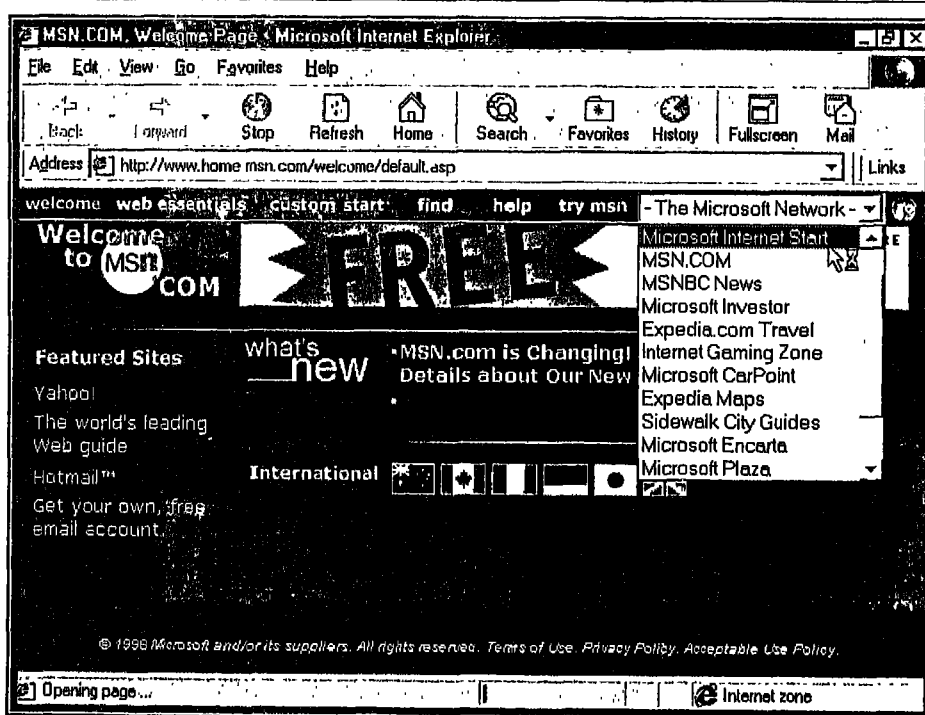 MSN.COM, Welcome Page - Microsoft Internet Explorer
File Edit View Go Favorites Help
Back Forward Stop Refresh Home Search Favorites History Fullscreen Mail
Address http://www.home msn.com/welcome/default.asp Links
welcome web essentials custom start find help try msn - The Microsoft Network -
Welcome
to msn
.COM
FREE
Microsoft Internet Start
MSN.COM
MSNBC News
Microsoft Investor
Expedia.com Travel
Internet Gaming Zone
Microsoft CarPoint
Expedia Maps
Sidewalk City Guides
Microsoft Encarta
Microsoft Plaza
Featured Sites
Yahoo!
The world's leading
Web guide
Hotmail™
Get your own, free
email account.
what's
new
MSN.com is Changing!
Details about Our New
International
© 1998 Microsoft and/or its suppliers. All rights reserved. Terms of Use. Privacy Policy. Acceptable Use Policy.
Opening page... Internet zone